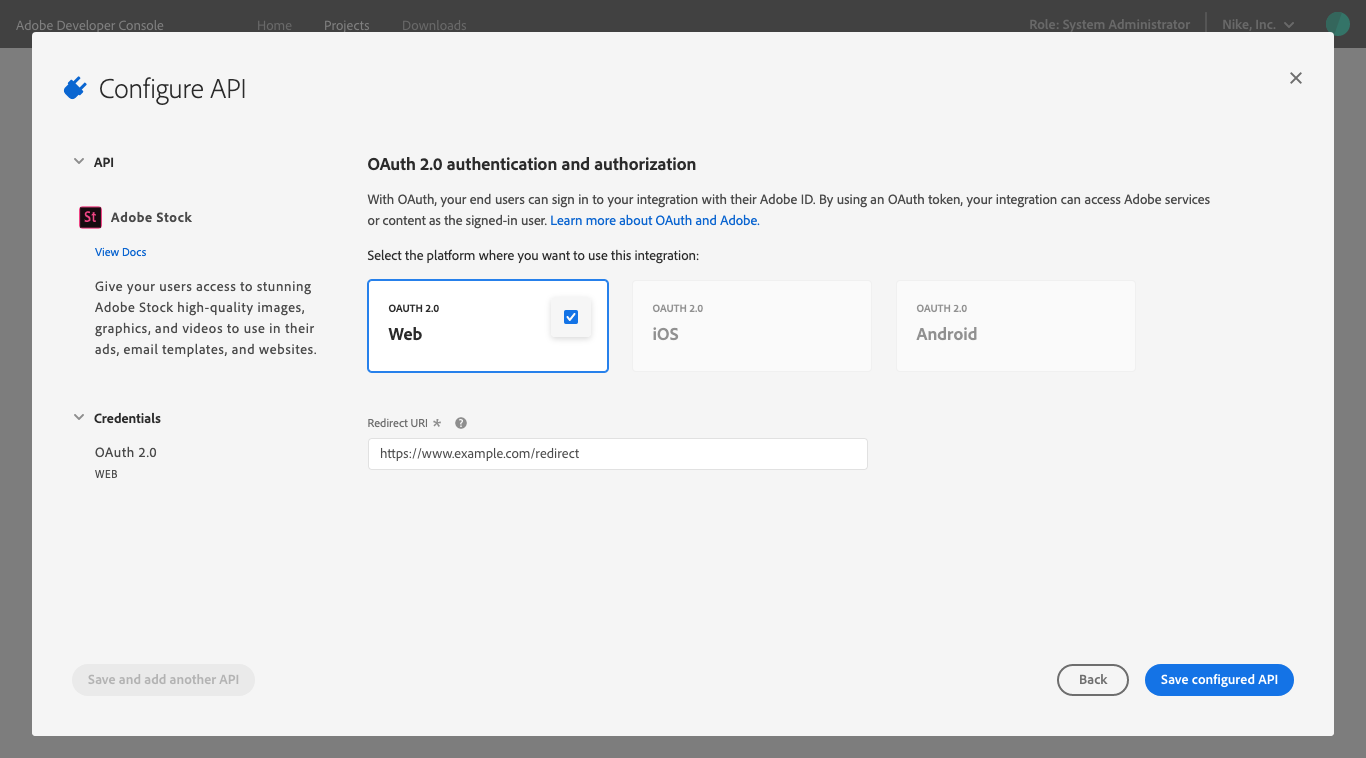 Adobe Developer Console
Home
Projects
Downloads
Role: System Administrator
Nike, Inc.
Configure API
API
St
Adobe Stock
View Docs
Give your users access to stunning
Adobe Stock high-quality images,
graphics, and videos to use in their
ads, email templates, and websites.
Credentials
OAuth 2.0
WEB
OAuth 2.0 authentication and authorization
With OAuth, your end users can sign in to your integration with their Adobe ID. By using an OAuth token, your integration can access Adobe services
or content as the signed-in user. Learn more about OAuth and Adobe.
Select the platform where you want to use this integration:
OAUTH 2.0
Web
OAUTH 2.0
iOS
OAUTH 2.0
Android
Redirect URI * ?
https://www.example.com/redirect
Save and add another API
Back
Save configured API